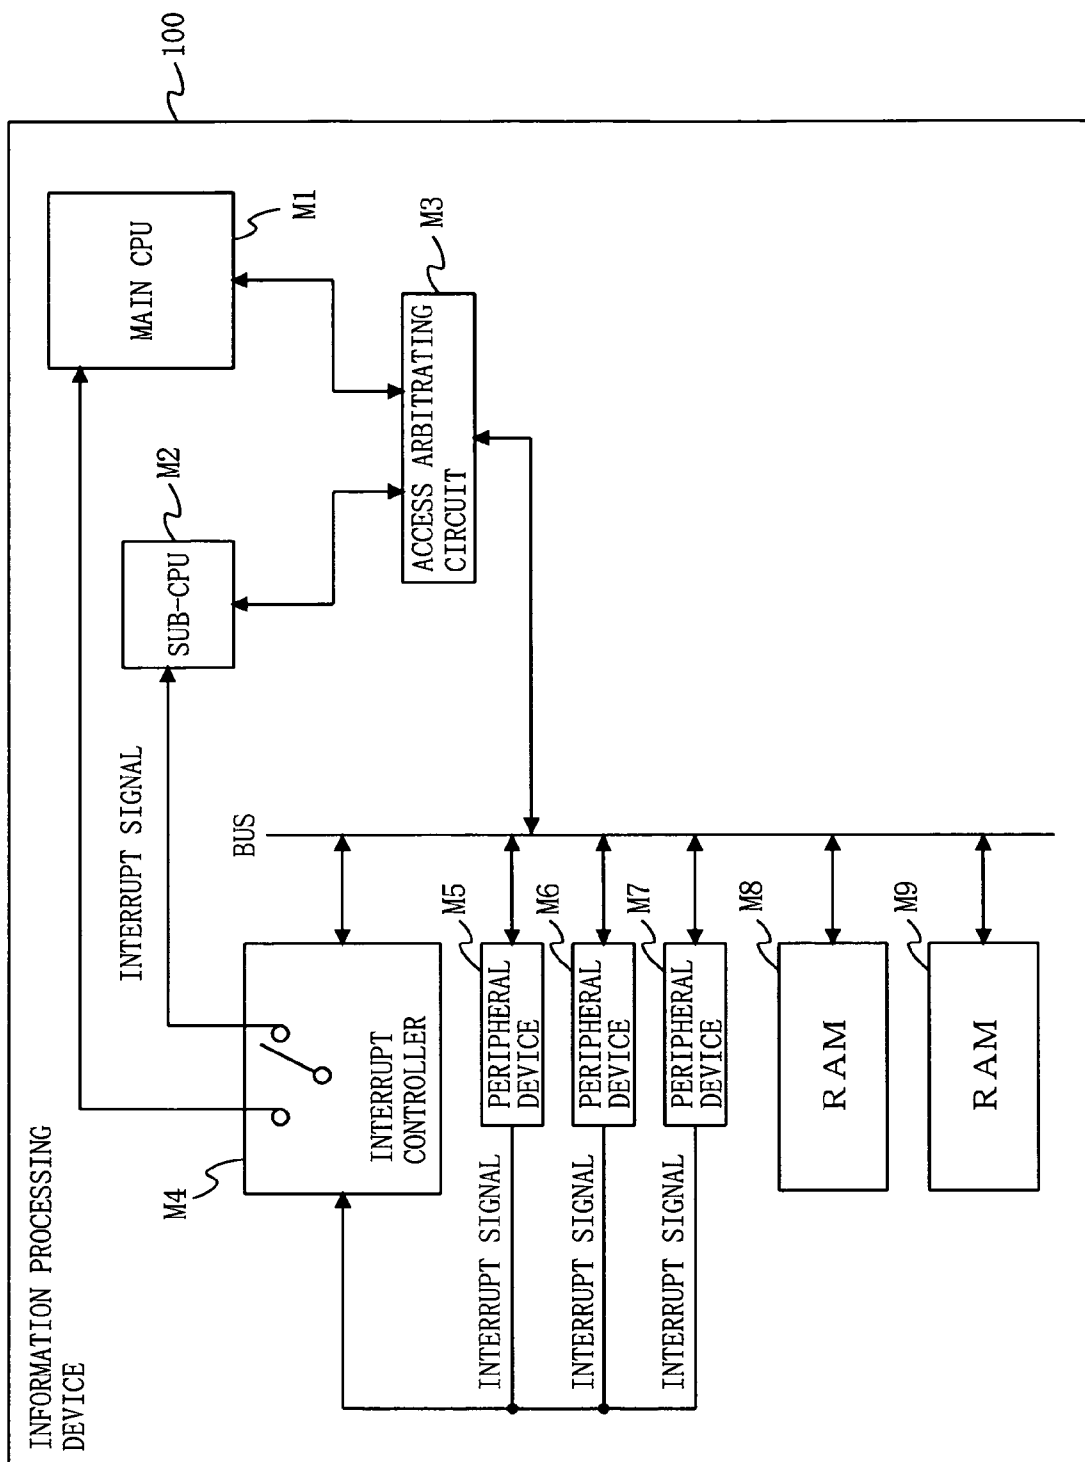 INFORMATION PROCESSING
DEVICE
100
MAIN CPU
M1
SUB-CPU
M2
ACCESS ARBITRATING
CIRCUIT
M3
INTERRUPT SIGNAL
BUS
M4
INTERRUPT
CONTROLLER
INTERRUPT SIGNAL
PERIPHERAL
DEVICE
M5
INTERRUPT SIGNAL
PERIPHERAL
DEVICE
M6
INTERRUPT SIGNAL
PERIPHERAL
DEVICE
M7
RAM
M8
RAM
M9